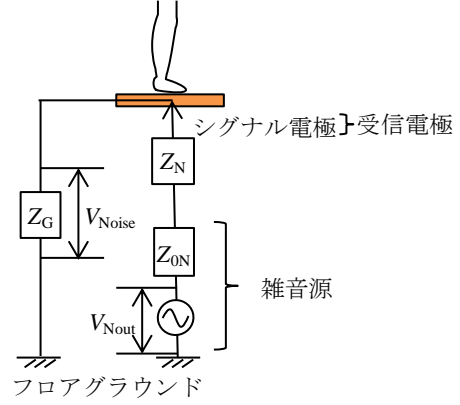 シグナル電極}受信電極
Z_N
Z_G
V_Noise
Z_0N
雑音源
V_Nout
フロアグラウンド